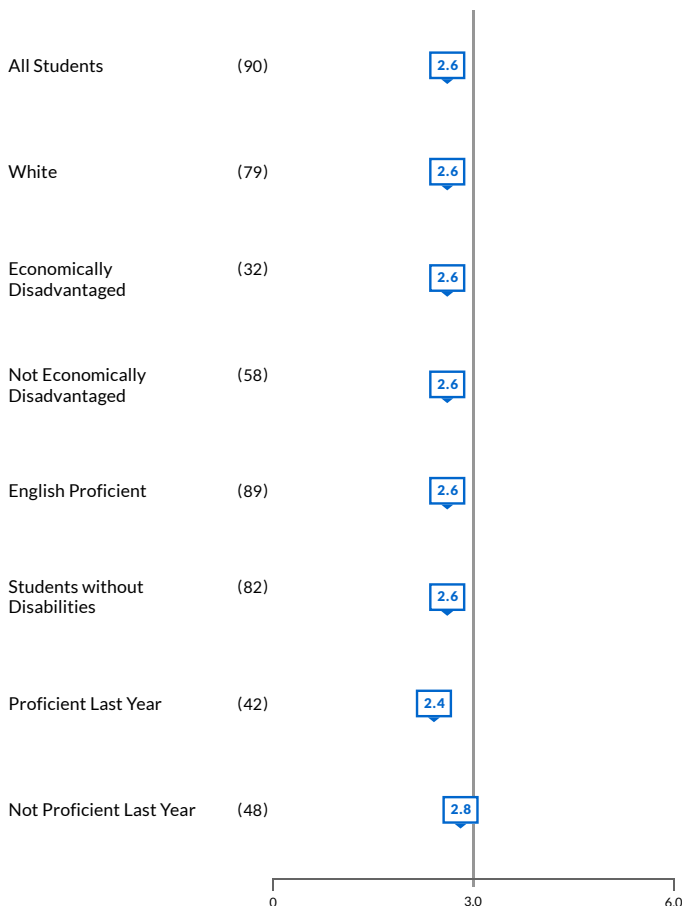 All Students (90) 2.6
White (79) 2.6
Economically (32) 2.6
Disadvantaged
Not Economically (58) 2.6
Disadvantaged
English Proficient (89) 2.6
Students without (82) 2.6
Disabilities
Proficient Last Year (42) 2.4
Not Proficient Last Year (48) 2.8
0 3.0 6.0